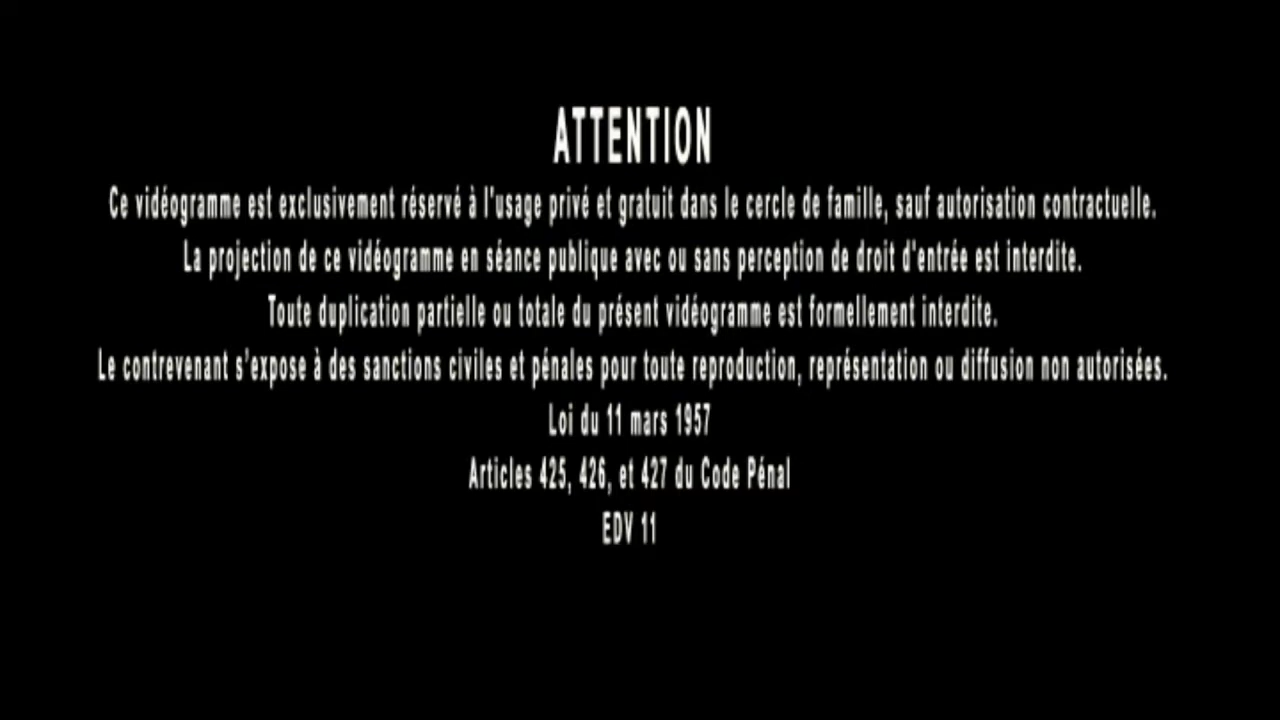 ATTENTION
Ce vidéogramme est exclusivement réservé à l'usage privé et gratuit dans le cercle de famille, sauf autorisation contractuelle.
La projection de ce vidéogramme en séance publique avec ou sans perception de droit d'entrée est interdite.
Toute duplication partielle ou totale du présent vidéogramme est formellement interdite.
Le contrevenant s'expose à des sanctions civiles et pénales pour toute reproduction, représentation ou diffusion non autorisées.
Loi du 11 mars 1957
Articles 425, 426, et 427 du Code Pénal
EDV 11